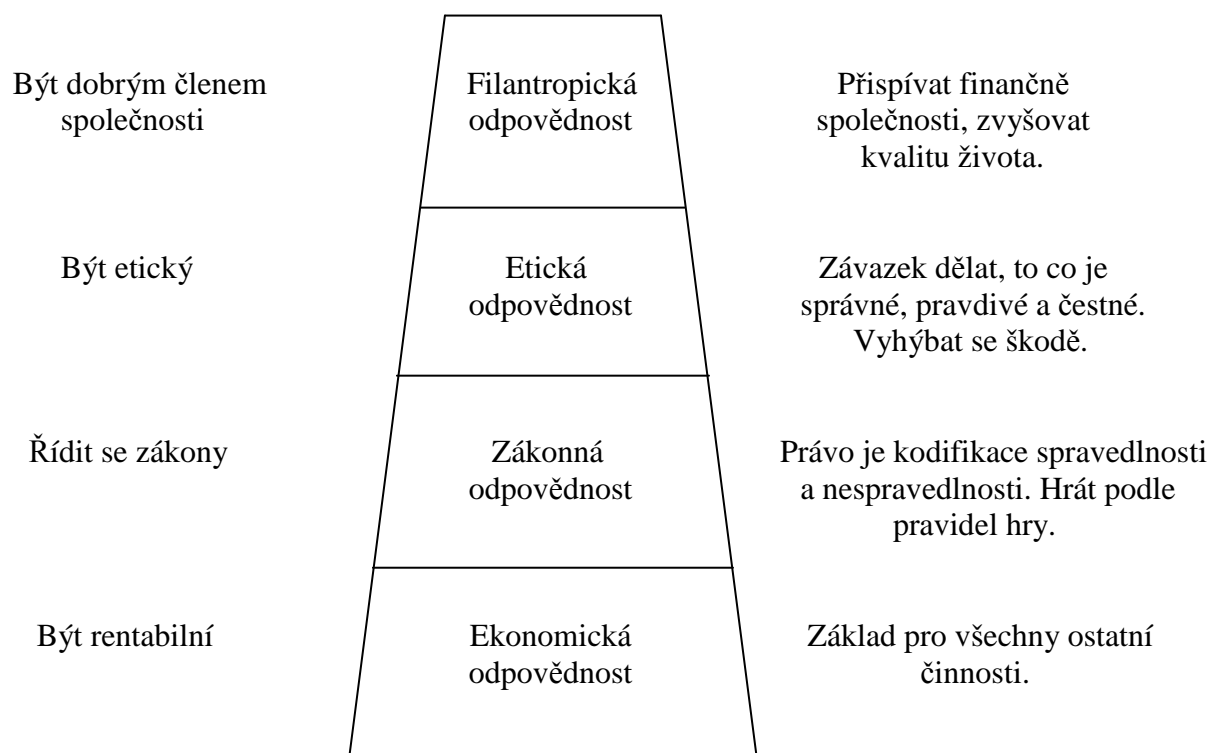 Být dobrým členem
společnosti
Filantropická
odpovědnost
Přispívat finančně
společnosti, zvyšovat
kvalitu života.
Být etický
Etická
odpovědnost
Závazek dělat, to co je
správné, pravdivé a čestné.
Vyhýbat se škodě.
Řídit se zákony
Zákonná
odpovědnost
Právo je kodifikace spravedlnosti
a nespravedlnosti. Hrát podle
pravidel hry.
Být rentabilní
Ekonomická
odpovědnost
Základ pro všechny ostatní
činnosti.